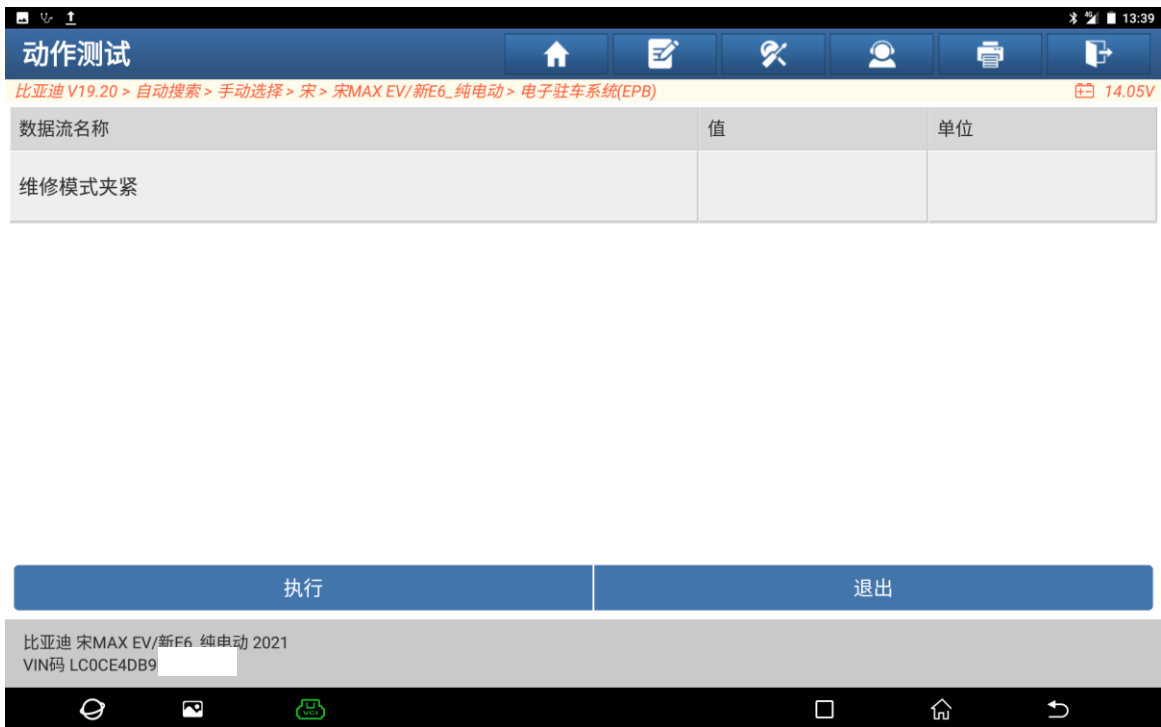 4G 13:39
动作测试
比亚迪 V19.20 > 自动搜索 > 手动选择 > 宋 > 宋MAX EV/新E6_纯电动 > 电子驻车系统(EPB) 14.05V
数据流名称 值 单位
维修模式夹紧
执行 退出
比亚迪 宋MAX EV/新E6_纯电动 2021
VIN码 LC0CE4DB9
VCI